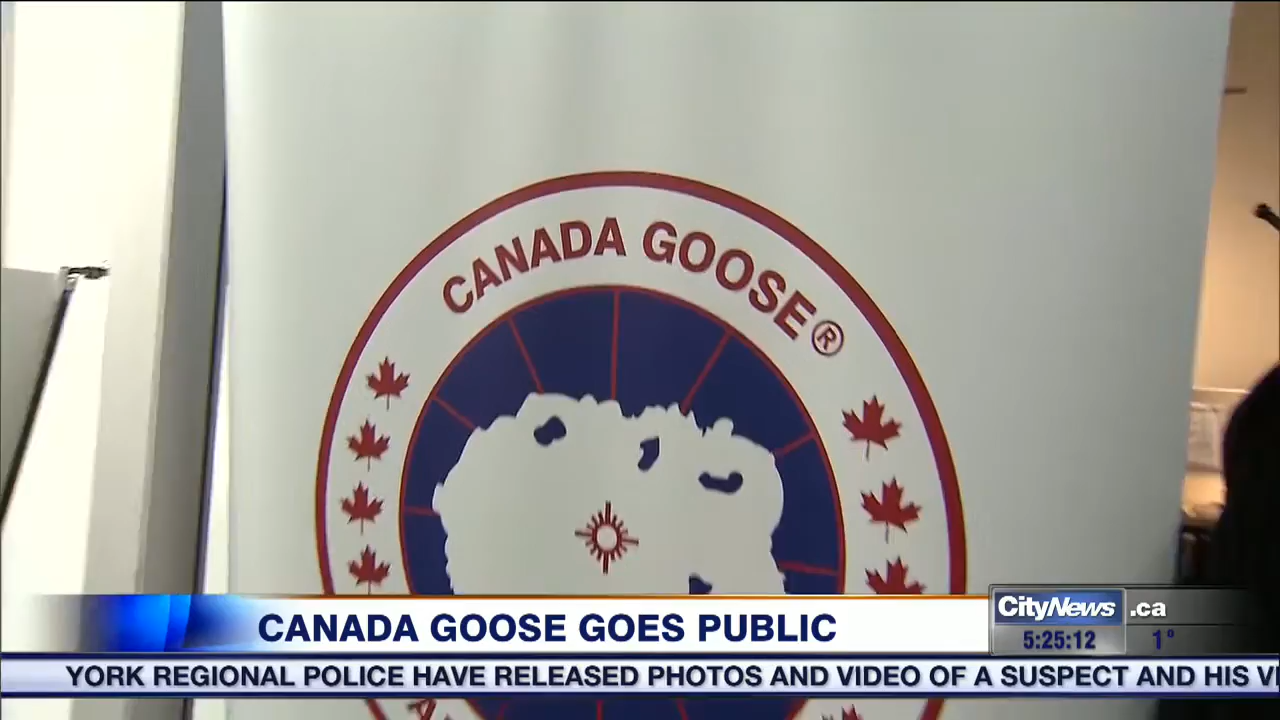 CANADA GOOSE®
CANADA GOOSE GOES PUBLIC
CityNews .ca
5:25:12 1°
YORK REGIONAL POLICE HAVE RELEASED PHOTOS AND VIDEO OF A SUSPECT AND HIS